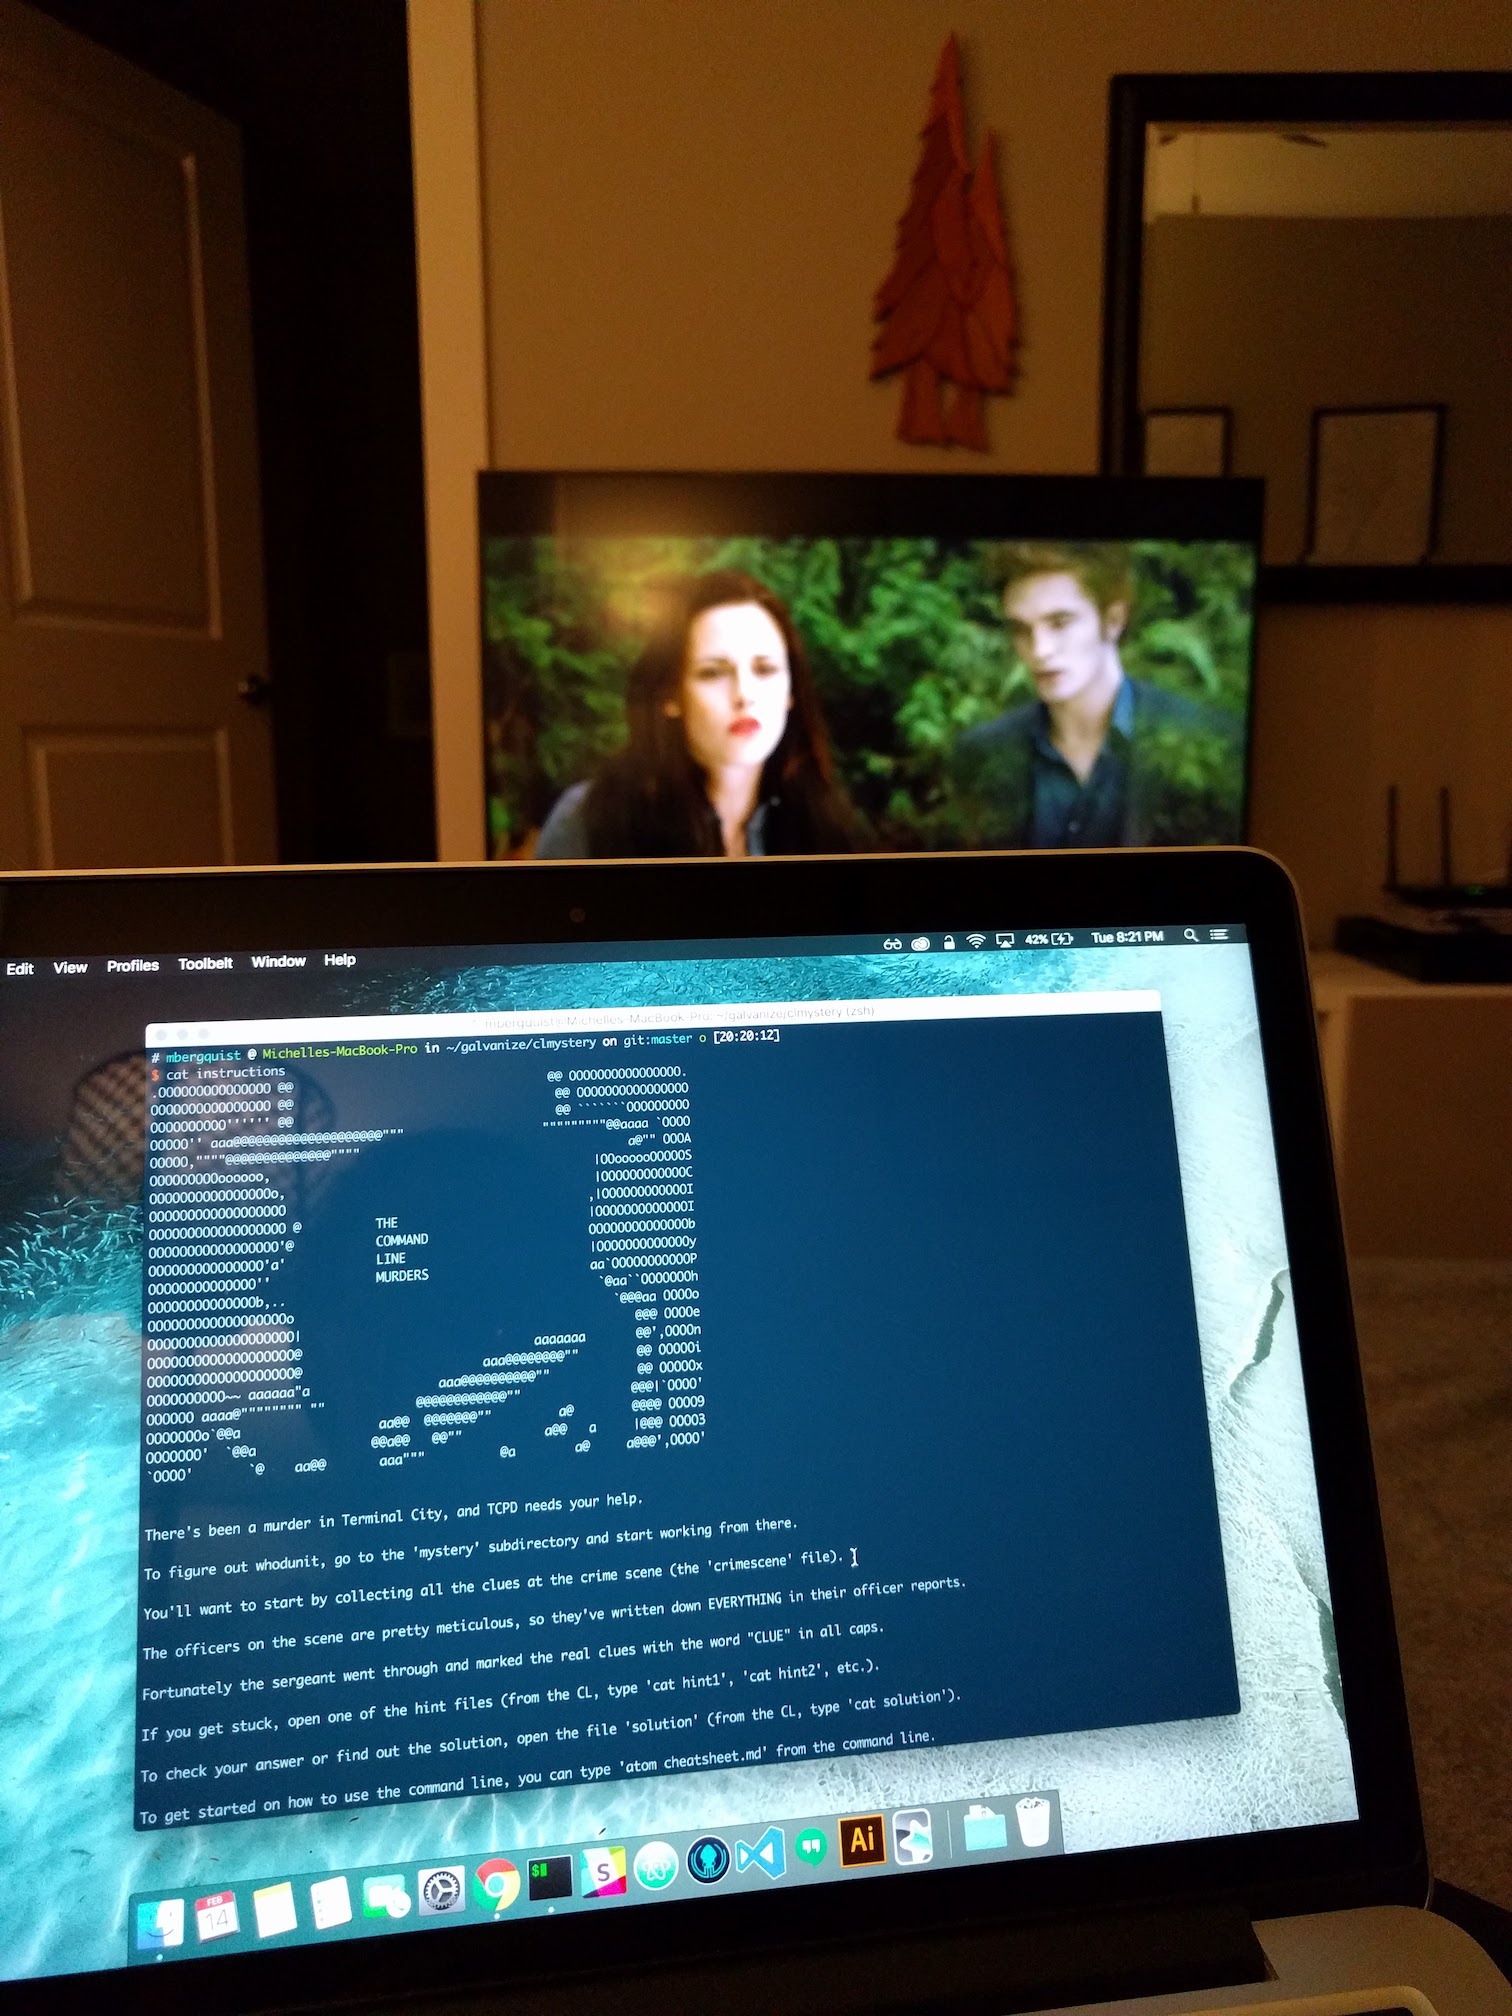 Edit View Profiles Toolbelt Window Help 42% Tue 8:21 PM
mbergquist@Michelles-MacBook-Pro: ~/galvanize/clmystery (zsh)
# mbergquist @ Michelles-MacBook-Pro in ~/galvanize/clmystery on git:master o [20:20:12]
$ cat instructions
THE
COMMAND
LINE
MURDERS
There's been a murder in Terminal City, and TCPD needs your help.
To figure out whodunit, go to the 'mystery' subdirectory and start working from there.
You'll want to start by collecting all the clues at the crime scene (the 'crimescene' file).
The officers on the scene are pretty meticulous, so they've written down EVERYTHING in their officer reports.
Fortunately the sergeant went through and marked the real clues with the word "CLUE" in all caps.
If you get stuck, open one of the hint files (from the CL, type 'cat hint1', 'cat hint2', etc.).
To check your answer or find out the solution, open the file 'solution' (from the CL, type 'cat solution').
To get started on how to use the command line, you can type 'atom cheatsheet.md' from the command line.
FEB
14
$
S
Ai